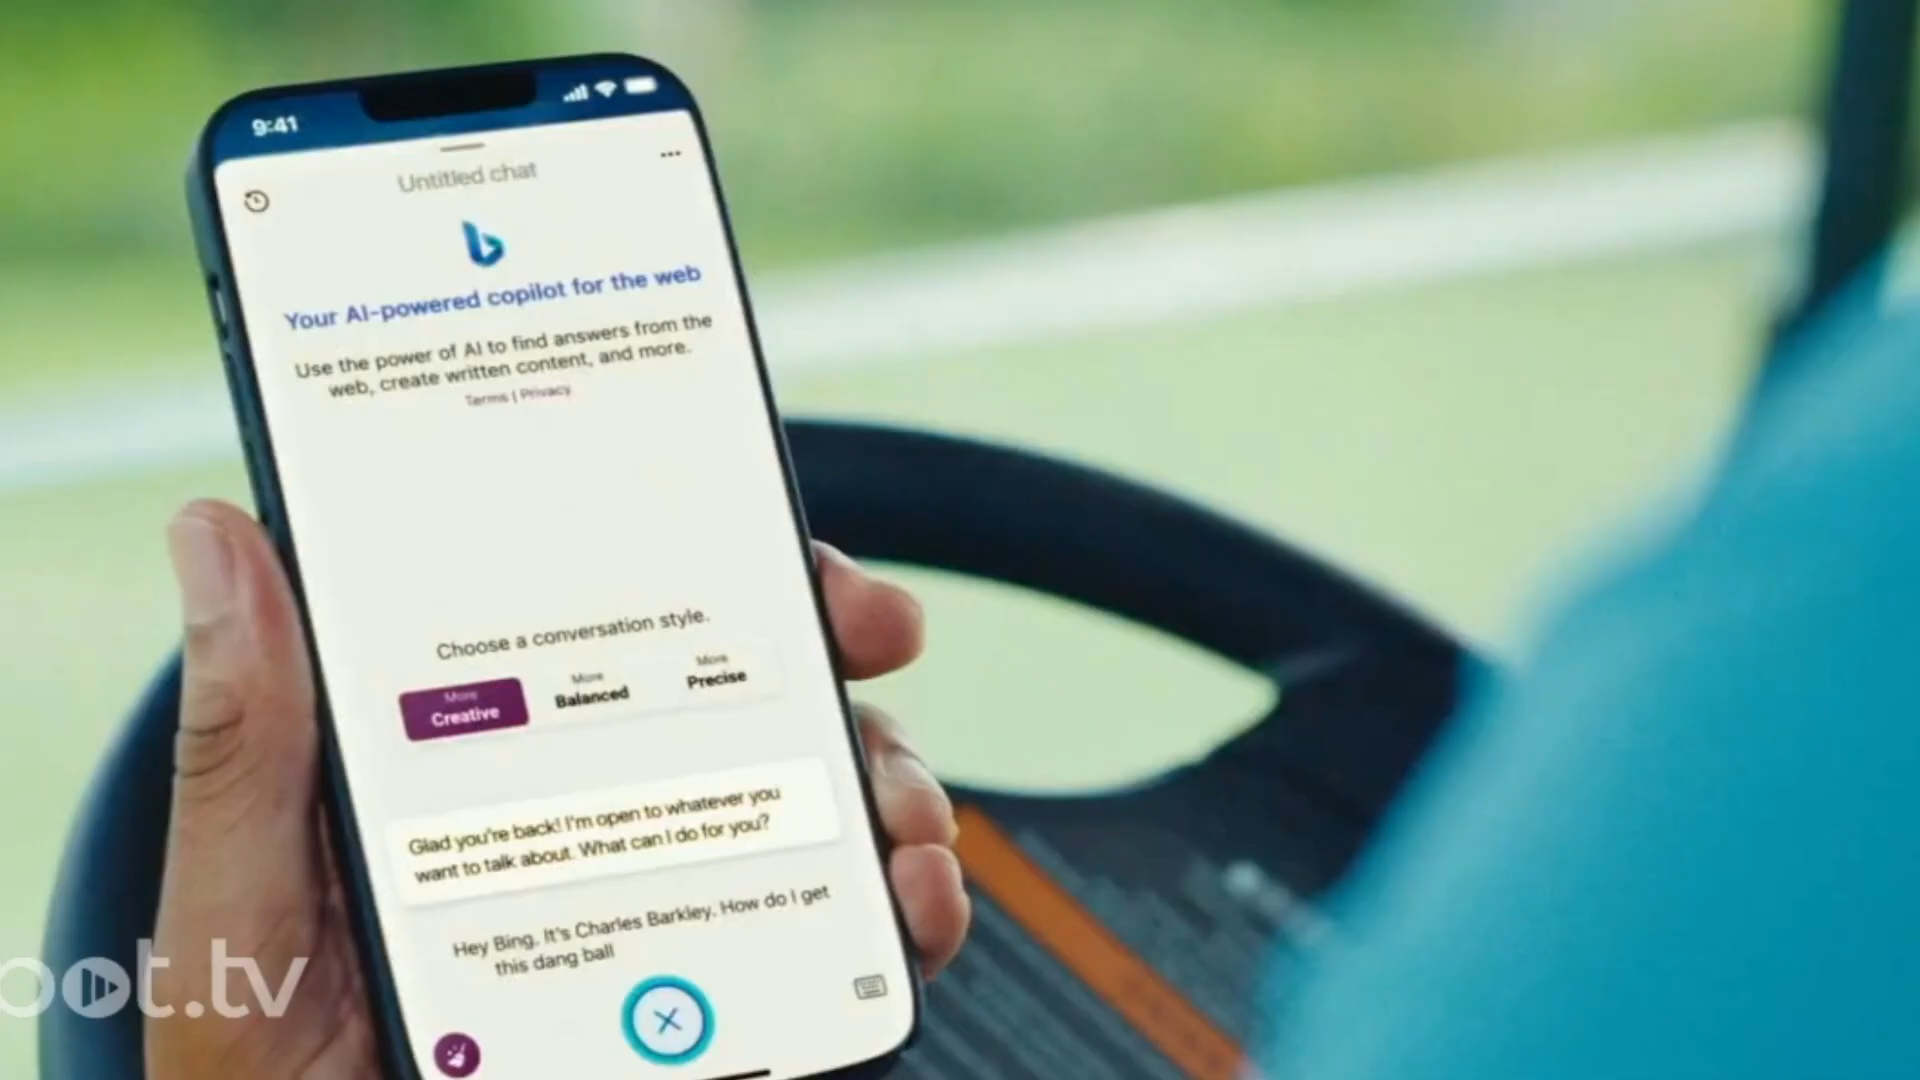 9:41
Untitled chat
Your AI-powered copilot for the web
Use the power of AI to find answers from the
web, create written content, and more.
Terms | Privacy
Choose a conversation style.
More
Creative
More
Balanced
More
Precise
Glad you're back! I'm open to whatever you
want to talk about. What can I do for you?
Hey Bing. It's Charles Barkley. How do I get
this dang ball
pot.tv